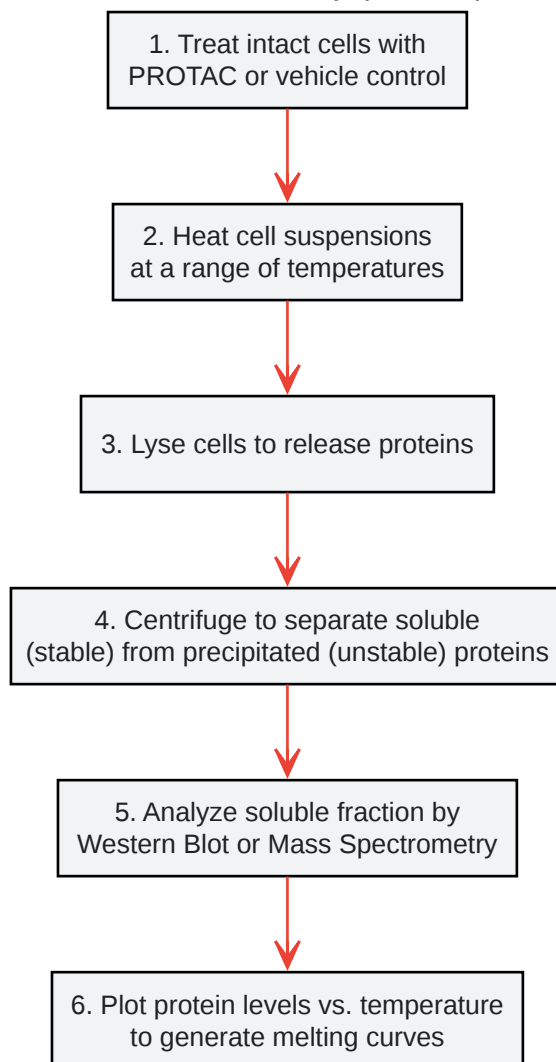 1. Treat intact cells with
PROTAC or vehicle control
2. Heat cell suspensions
at a range of temperatures
3. Lyse cells to release proteins
4. Centrifuge to separate soluble
(stable) from precipitated (unstable) proteins
5. Analyze soluble fraction by
Western Blot or Mass Spectrometry
6. Plot protein levels vs. temperature
to generate melting curves